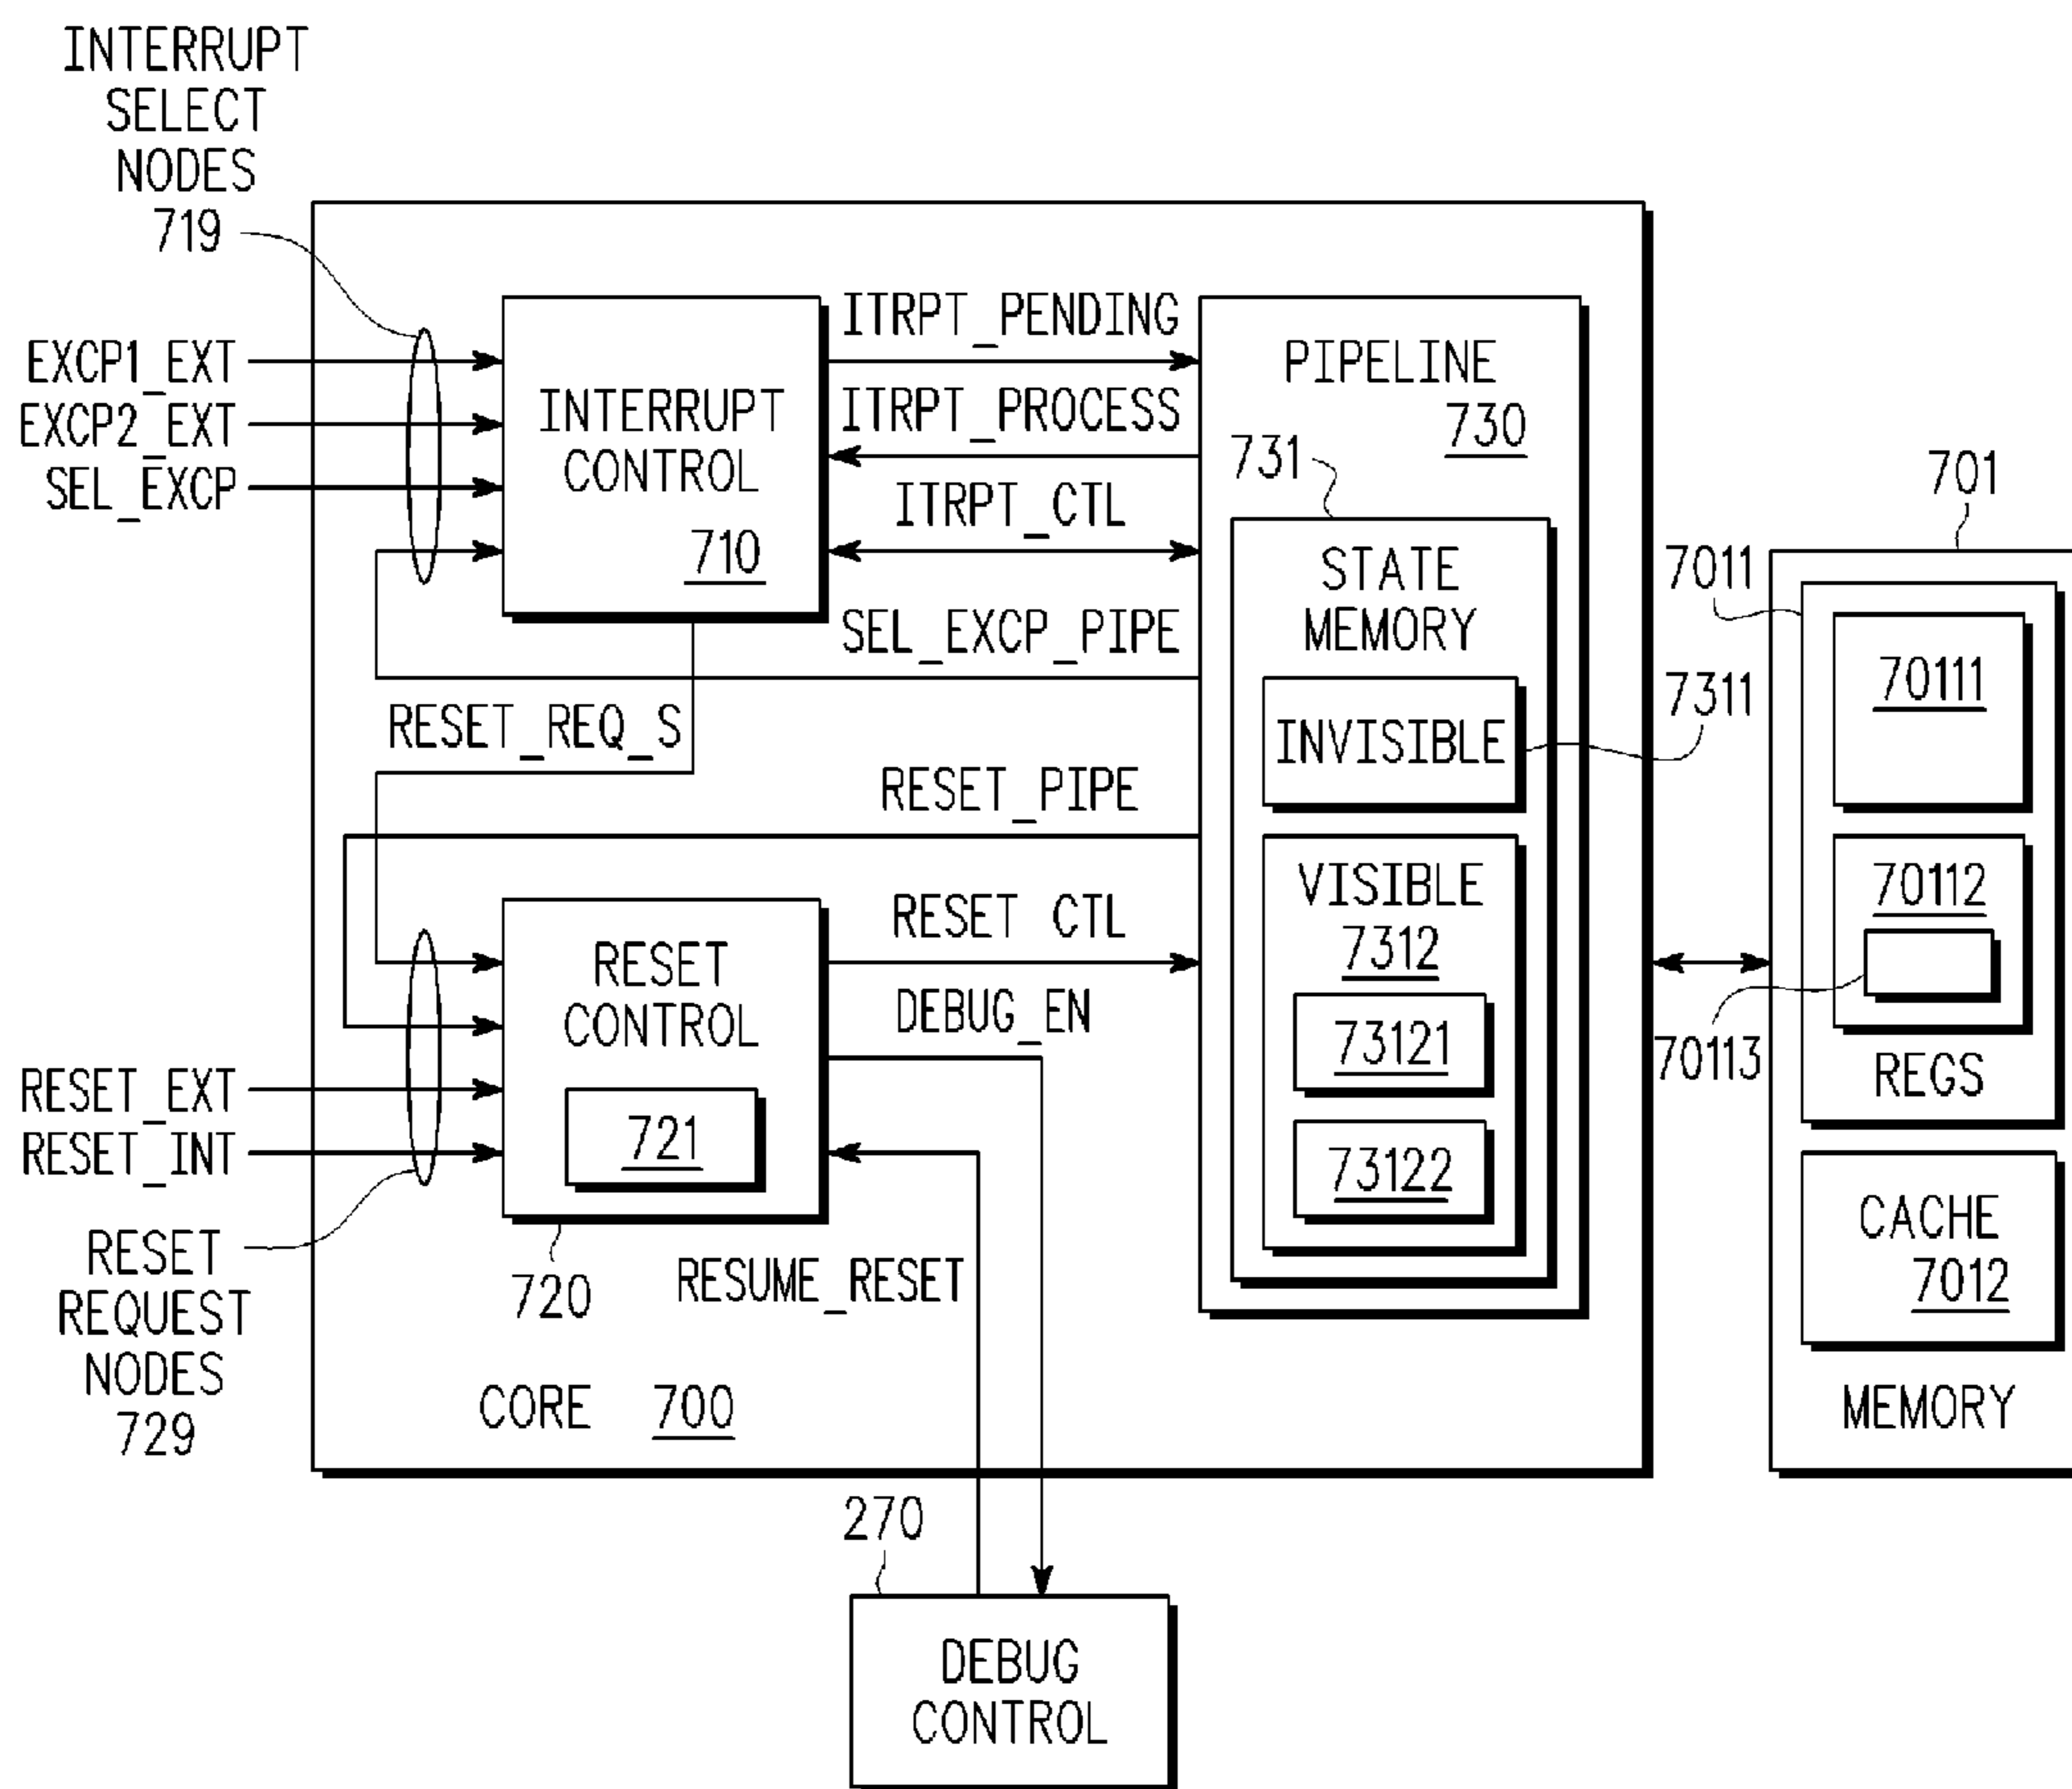 INTERRUPT
SELECT
NODES
719
EXCP1_EXT
EXCP2_EXT
SEL_EXCP
INTERRUPT
CONTROL
710
ITRPT_PENDING
ITRPT_PROCESS
ITRPT_CTL
SEL_EXCP_PIPE
RESET_REQ_S
RESET_PIPE
PIPELINE
730
731
STATE
MEMORY
INVISIBLE
7311
VISIBLE
7312
73121
73122
RESET CTL
DEBUG_EN
RESET
CONTROL
721
720
RESET_EXT
RESET_INT
RESET
REQUEST
NODES
729
RESUME_RESET
CORE 700
270
DEBUG
CONTROL
701
7011
70111
70112
70113
REGS
CACHE
7012
MEMORY